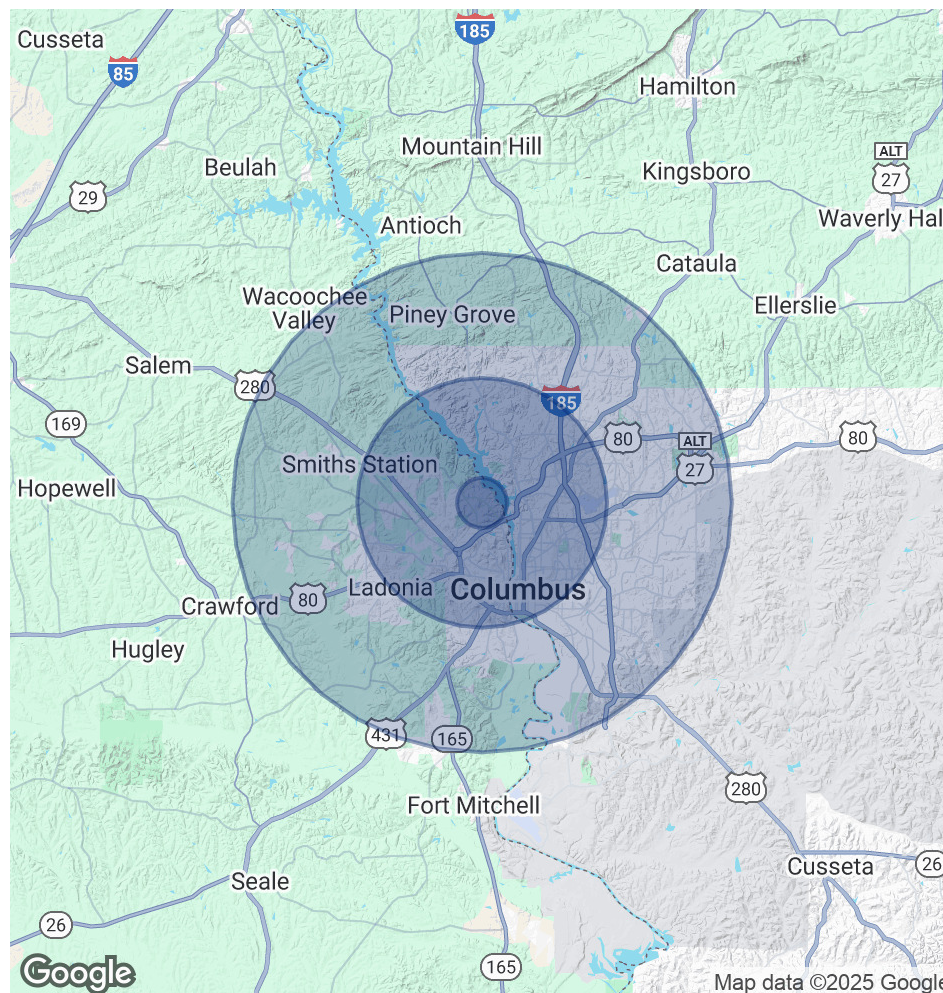 Cusseta
185
85
Hamilton
Mountain Hill
ALT
27
Beulah
Kingsboro
29
Waverly Hal
Antioch
Cataula
Wacoochee
Valley
Piney Grove
Ellerslie
Salem
280
185
169
80
ALT
27
80
Smiths Station
Hopewell
Ladonia
Columbus
80
Crawford
Hugley
431
165
280
Fort Mitchell
Cusseta
26
Seale
26
165
Google
Map data ©2025 Google